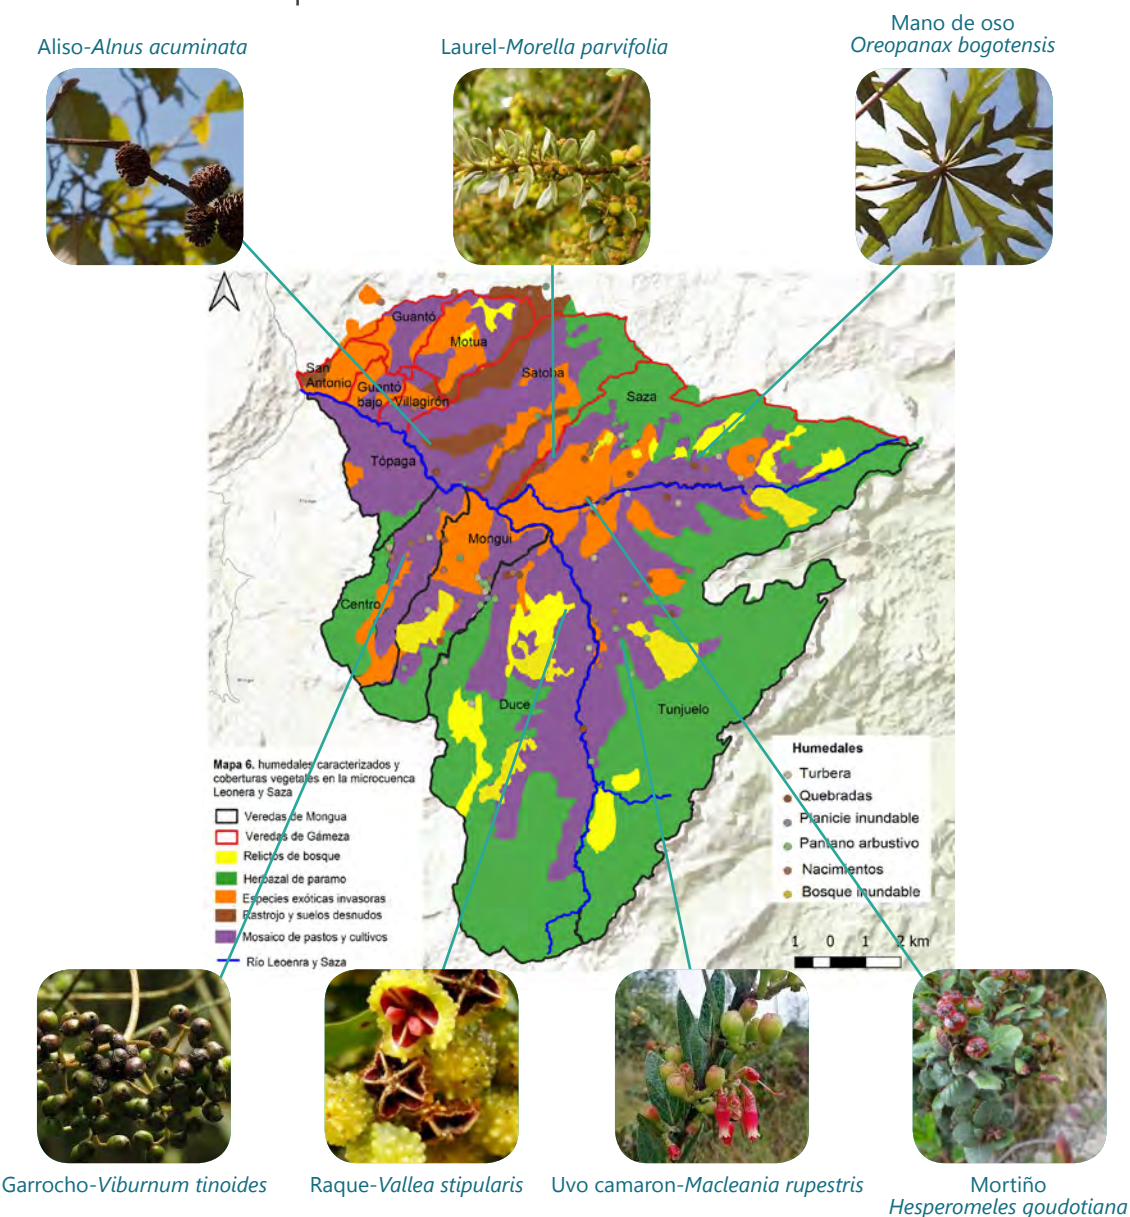 Mano de oso
Aliso-Alnus acuminata
Laurel-Morella parvifolia
Oreopanax bogotensis
Guantó
Motua
San
Antonio
Guantó
bajo
Villagirón
Satoba
Saza
Tópaga
Mongui
Centro
Duce
Tunjuelo
Mapa 6. humedales caracterizados y
coberturas vegetales en la microcuenca
Leonera y Saza
Veredas de Mongua
Veredas de Gámeza
Relictos de bosque
Herbazal de paramo
Especies exóticas invasoras
Rastrojo y suelos desnudos
Mosaico de pastos y cultivos
Río Leoenra y Saza
Humedales
Turbera
Quebradas
Planicie inundable
Pantano arbustivo
Nacimientos
Bosque inundable
1 0 1 2 km
Garrocho-Viburnum tinoides
Raque-Vallea stipularis
Uvo camaron-Macleania rupestris
Mortiño
Hesperomeles goudotiana